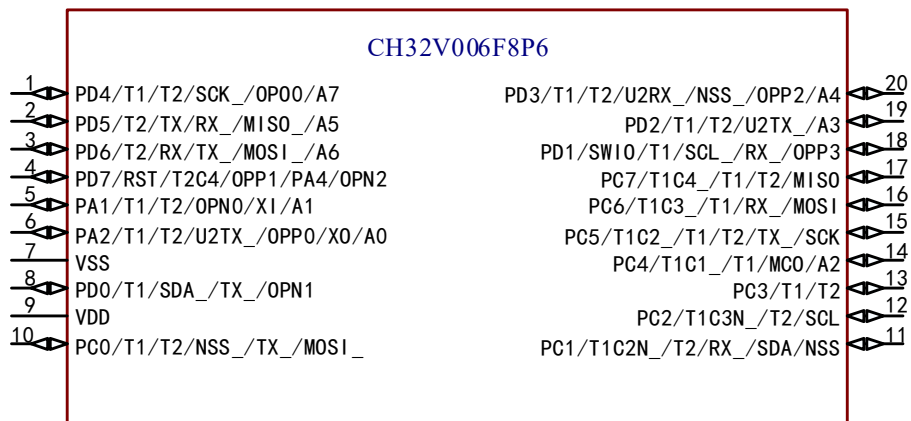 CH32V006F8P6
1 PD4/T1/T2/SCK_/OPO0/A7
2 PD5/T2/TX/RX_/MISO_/A5
3 PD6/T2/RX/TX_/MOSI_/A6
4 PD7/RST/T2C4/OPP1/PA4/OPN2
5 PA1/T1/T2/OPN0/XI/A1
6 PA2/T1/T2/U2TX_/OPP0/XO/A0
7 VSS
8 PD0/T1/SDA_/TX_/OPN1
9 VDD
10 PC0/T1/T2/NSS_/TX_/MOSI_
PD3/T1/T2/U2RX_/NSS_/OPP2/A4 20
PD2/T1/T2/U2TX_/A3 19
PD1/SWIO/T1/SCL_/RX_/OPP3 18
PC7/T1C4_/T1/T2/MISO 17
PC6/T1C3_/T1/RX_/MOSI 16
PC5/T1C2_/T1/T2/TX_/SCK 15
PC4/T1C1_/T1/MCO/A2 14
PC3/T1/T2 13
PC2/T1C3N_/T2/SCL 12
PC1/T1C2N_/T2/RX_/SDA/NSS 11